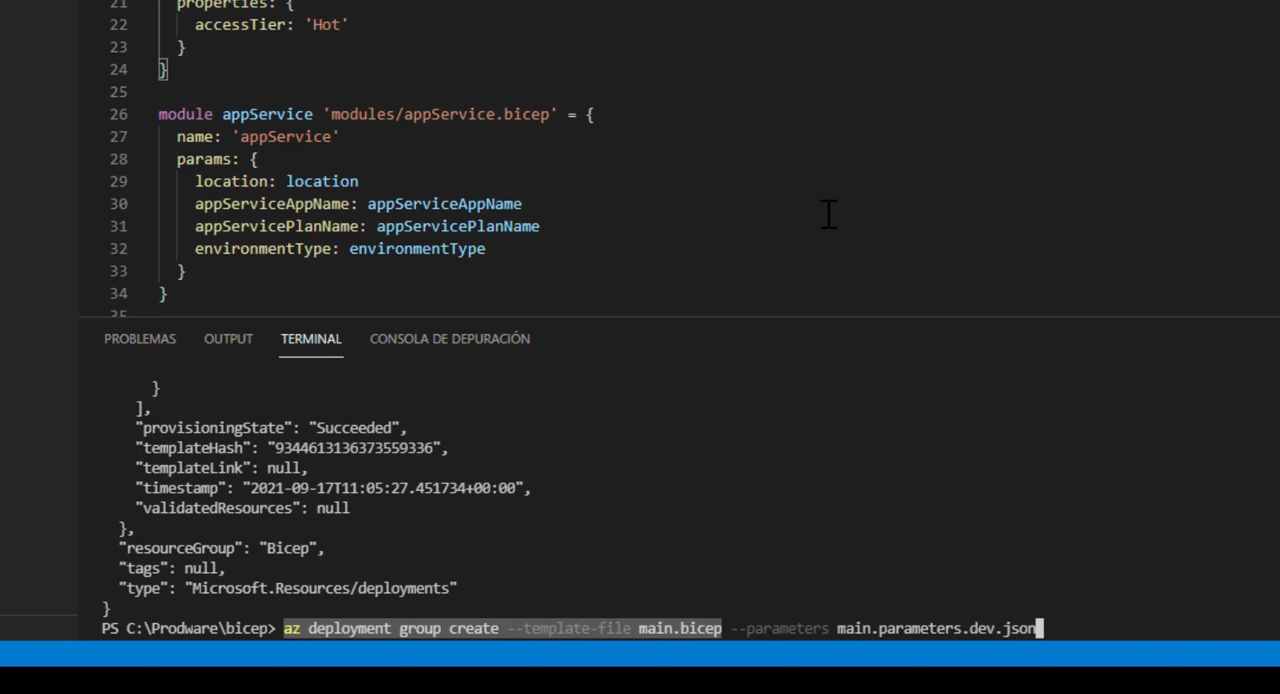 21 properties: {
22 accessTier: 'Hot'
23 }
24 }
25
26 module appService 'modules/appService.bicep' = {
27 name: 'appService'
28 params: {
29 location: location
30 appServiceAppName: appServiceAppName
31 appServicePlanName: appServicePlanName
32 environmentType: environmentType
33 }
34 }
35
PROBLEMAS OUTPUT TERMINAL CONSOLA DE DEPURACIÓN
}
],
"provisioningState": "Succeeded",
"templateHash": "9344613136373559336",
"templateLink": null,
"timestamp": "2021-09-17T11:05:27.451734+00:00",
"validatedResources": null
},
"resourceGroup": "Bicep",
"tags": null,
"type": "Microsoft.Resources/deployments"
}
PS C:\Prodware\bicep> az deployment group create --template-file main.bicep --parameters main.parameters.dev.json